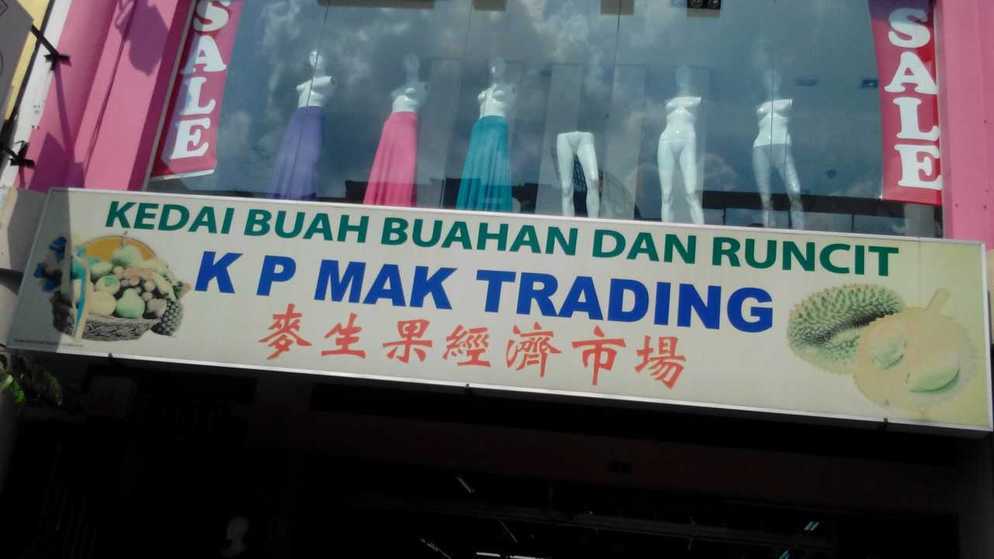 SALE
SALE
KEDAI BUAH BUAHAN DAN RUNCIT
K P MAK TRADING
麥生果經濟市場